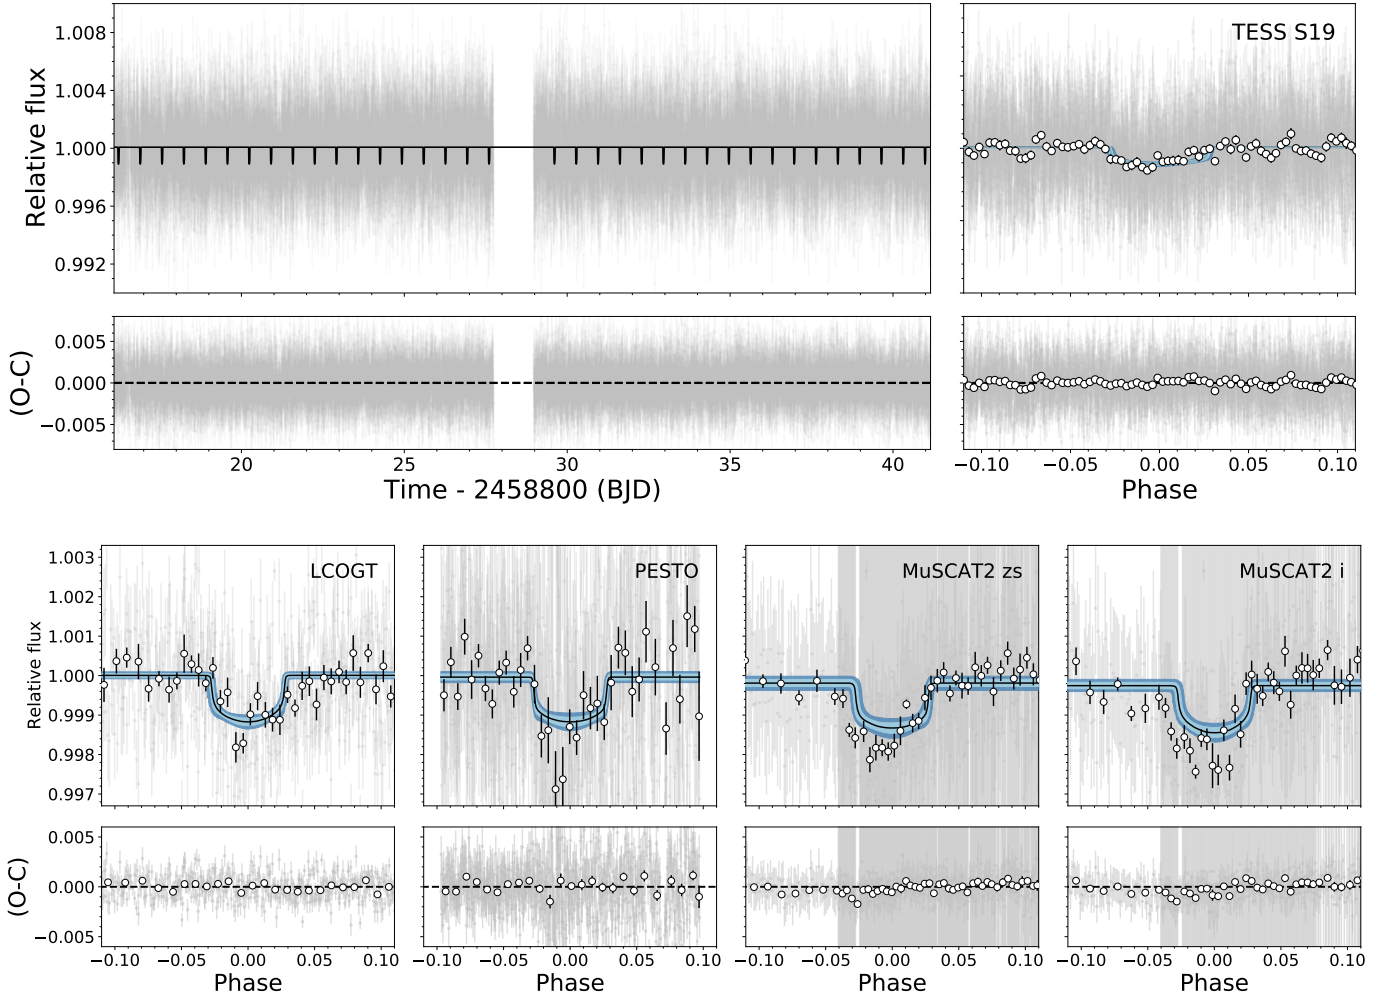 1.008
1.004
1.000
0.996
0.992
Relative flux
TESS S19
0.005
0.000
−0.005
(O-C)
20 25 30 35 40
Time - 2458800 (BJD)
−0.10 −0.05 0.00 0.05 0.10
Phase
1.003
1.002
1.001
1.000
0.999
0.998
0.997
Relative flux
LCOGT
PESTO
MuSCAT2 zs
MuSCAT2 i
0.005
0.000
−0.005
(O-C)
−0.10 −0.05 0.00 0.05 0.10
Phase
−0.10 −0.05 0.00 0.05 0.10
Phase
−0.10 −0.05 0.00 0.05 0.10
Phase
−0.10 −0.05 0.00 0.05 0.10
Phase